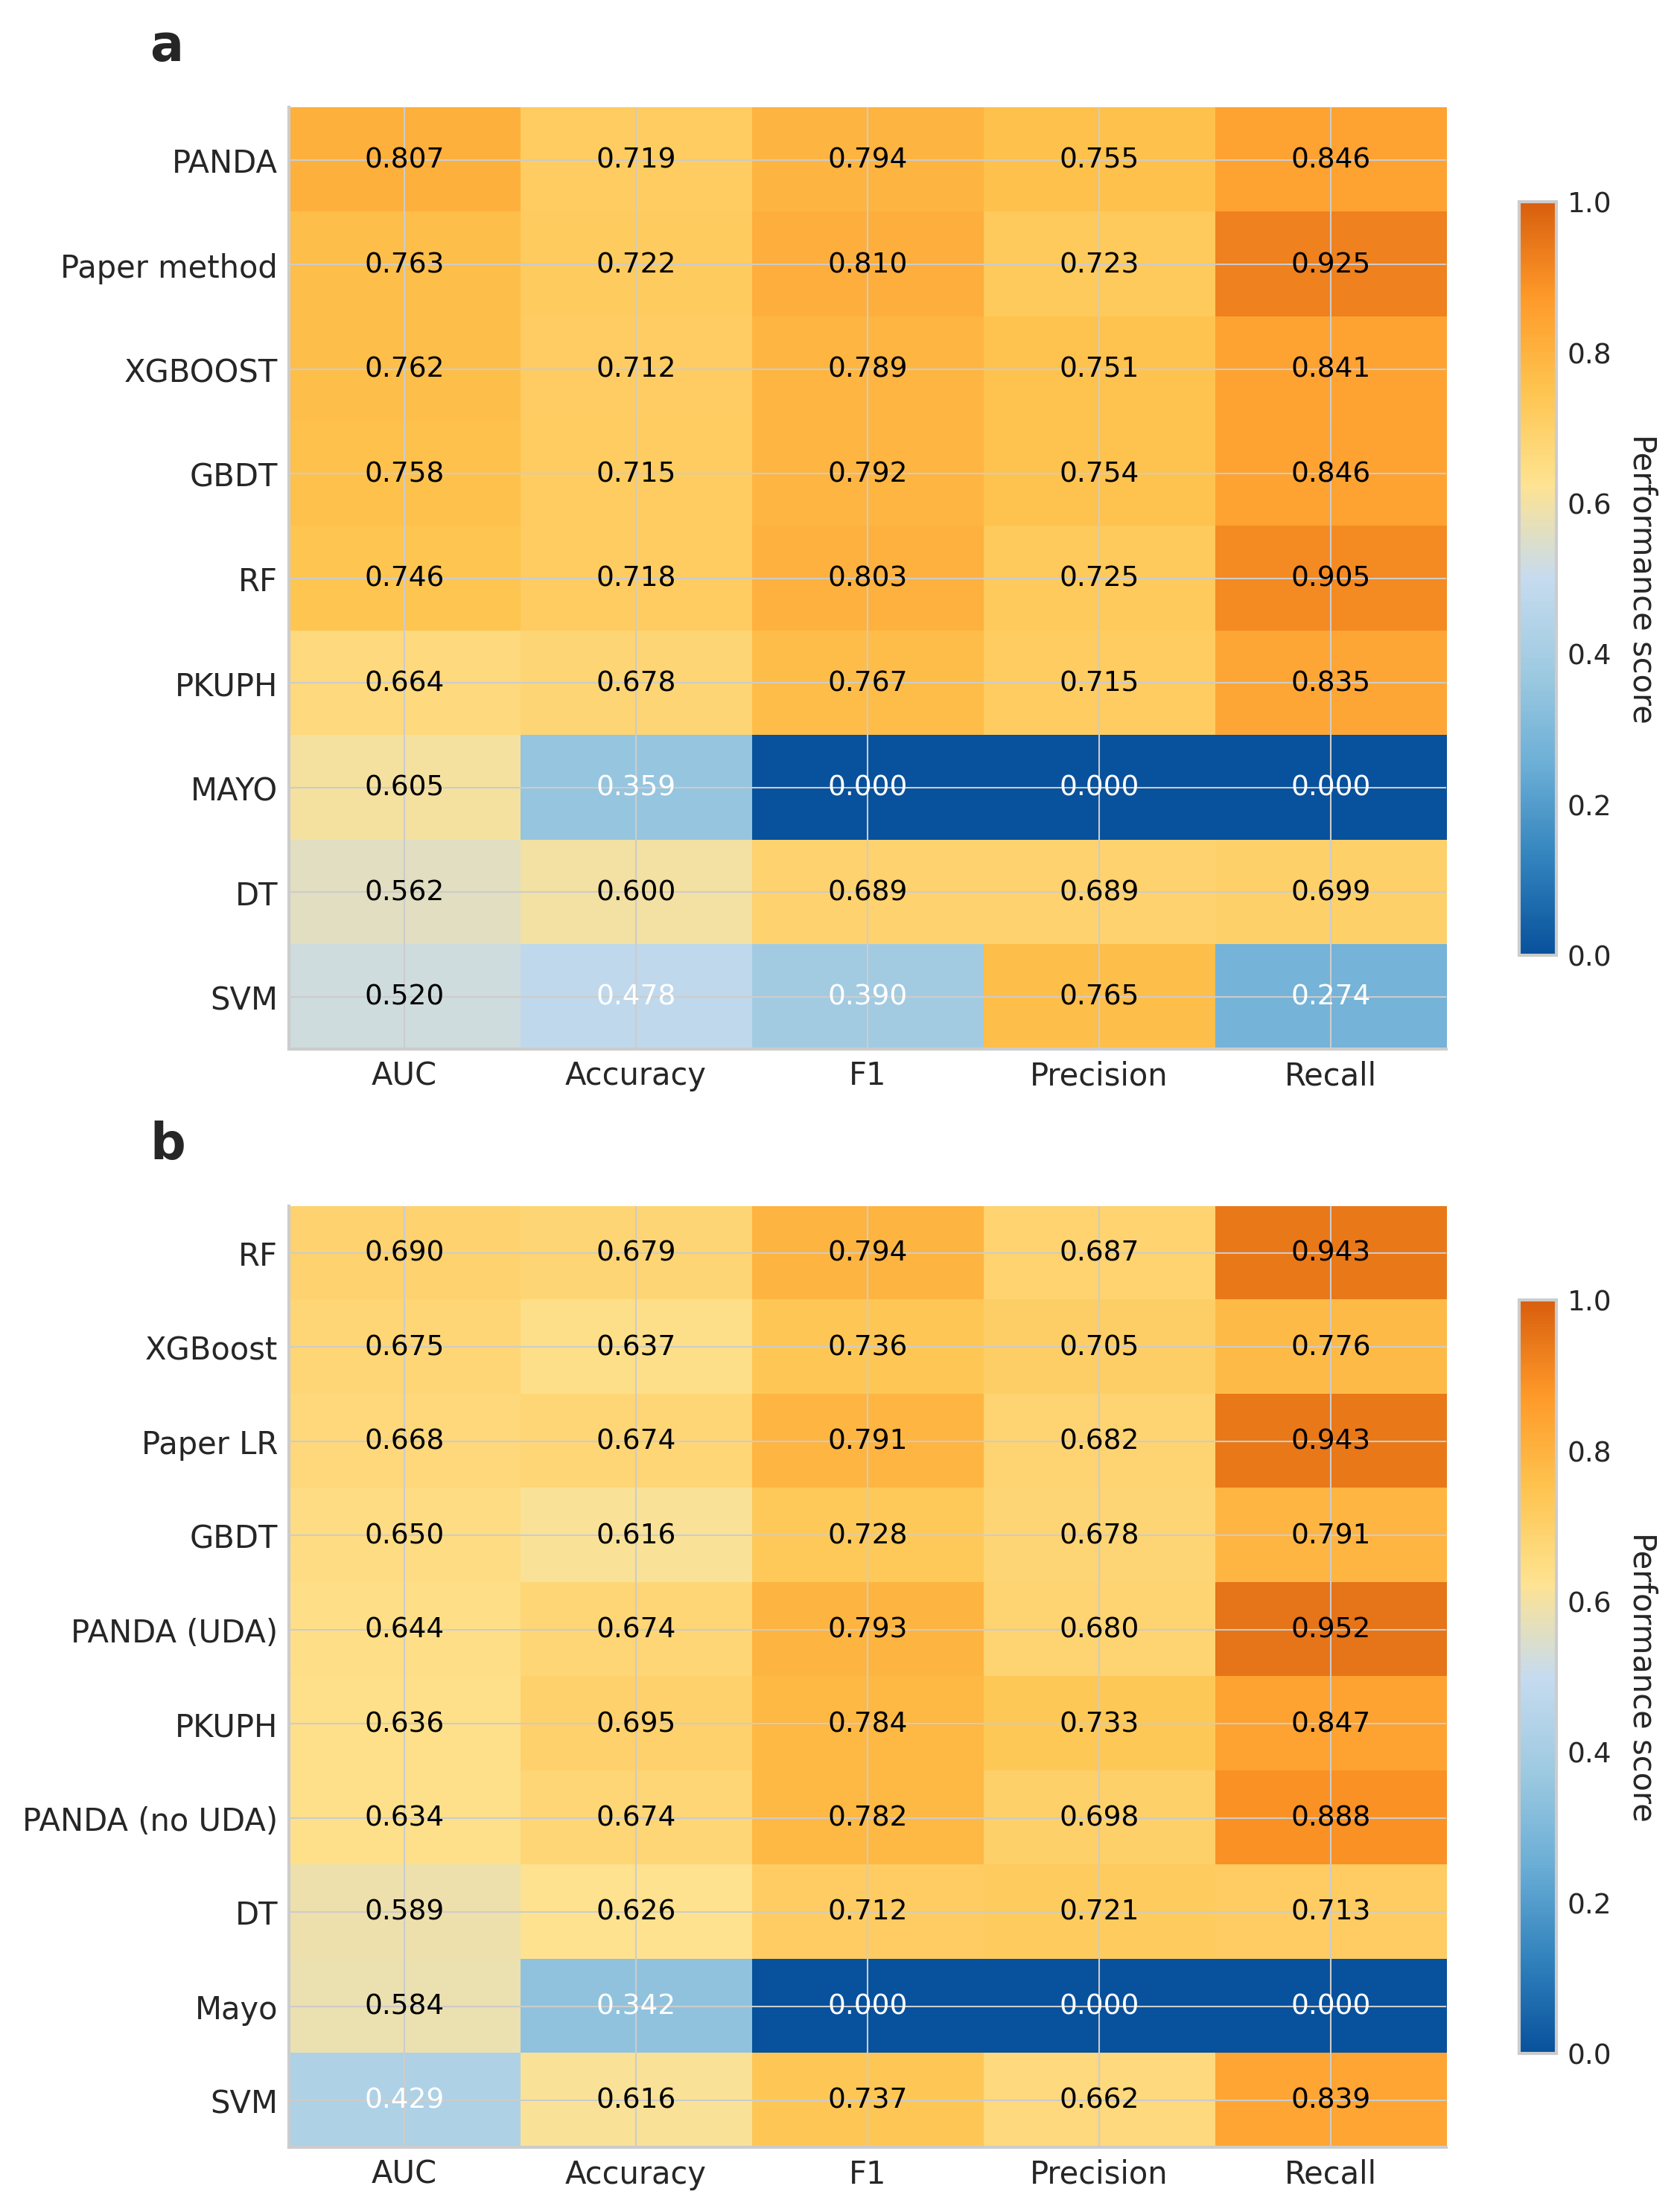 a
PANDA 0.807 0.719 0.794 0.755 0.846
Paper method 0.763 0.722 0.810 0.723 0.925
XGBOOST 0.762 0.712 0.789 0.751 0.841
GBDT 0.758 0.715 0.792 0.754 0.846
RF 0.746 0.718 0.803 0.725 0.905
PKUPH 0.664 0.678 0.767 0.715 0.835
MAYO 0.605 0.359 0.000 0.000 0.000
DT 0.562 0.600 0.689 0.689 0.699
SVM 0.520 0.478 0.390 0.765 0.274
AUC Accuracy F1 Precision Recall
1.0
0.8
0.6
0.4
0.2
0.0
Performance score
b
RF 0.690 0.679 0.794 0.687 0.943
XGBoost 0.675 0.637 0.736 0.705 0.776
Paper LR 0.668 0.674 0.791 0.682 0.943
GBDT 0.650 0.616 0.728 0.678 0.791
PANDA (UDA) 0.644 0.674 0.793 0.680 0.952
PKUPH 0.636 0.695 0.784 0.733 0.847
PANDA (no UDA) 0.634 0.674 0.782 0.698 0.888
DT 0.589 0.626 0.712 0.721 0.713
Mayo 0.584 0.342 0.000 0.000 0.000
SVM 0.429 0.616 0.737 0.662 0.839
AUC Accuracy F1 Precision Recall
1.0
0.8
0.6
0.4
0.2
0.0
Performance score